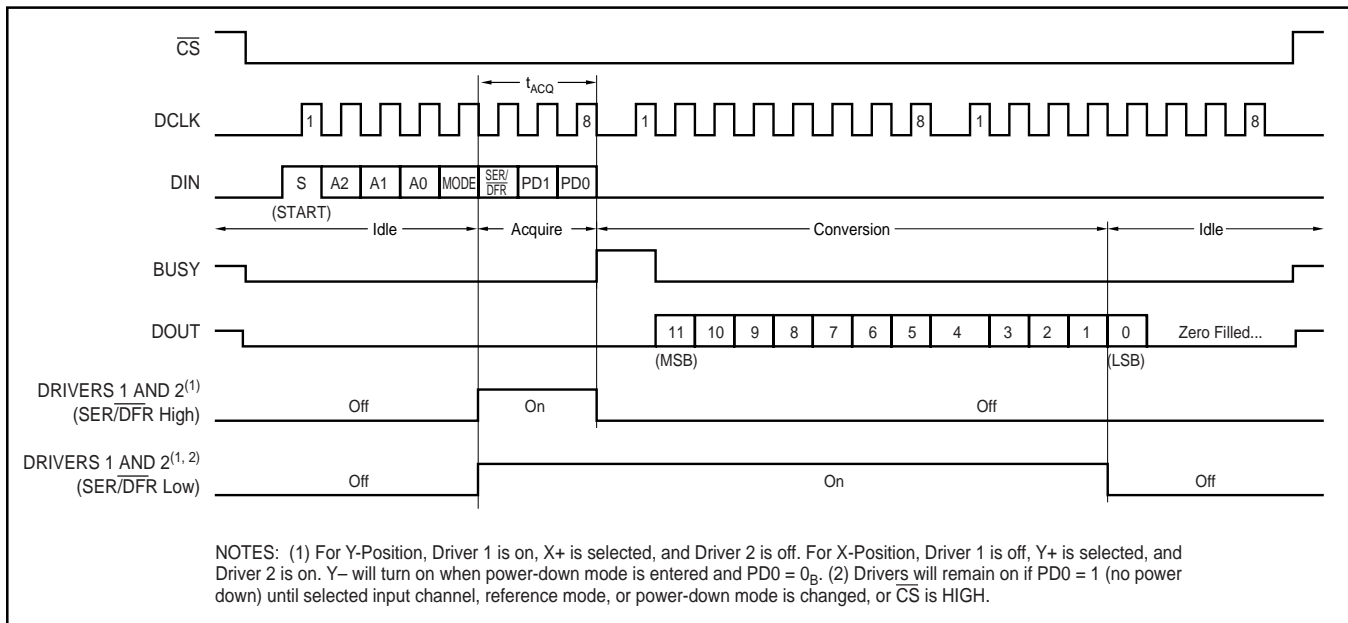 CS
tACQ
DCLK 1 8 1 8 1 8
DIN S A2 A1 A0 MODE SER/DFR PD1 PD0
(START)
Idle Acquire Conversion Idle
BUSY
DOUT 11 10 9 8 7 6 5 4 3 2 1 0 Zero Filled...
(MSB) (LSB)
DRIVERS 1 AND 2(1)
(SER/DFR High) Off On Off
DRIVERS 1 AND 2(1, 2)
(SER/DFR Low) Off On Off
NOTES: (1) For Y-Position, Driver 1 is on, X+ is selected, and Driver 2 is off. For X-Position, Driver 1 is off, Y+ is selected, and
Driver 2 is on. Y– will turn on when power-down mode is entered and PD0 = 0B. (2) Drivers will remain on if PD0 = 1 (no power
down) until selected input channel, reference mode, or power-down mode is changed, or CS is HIGH.